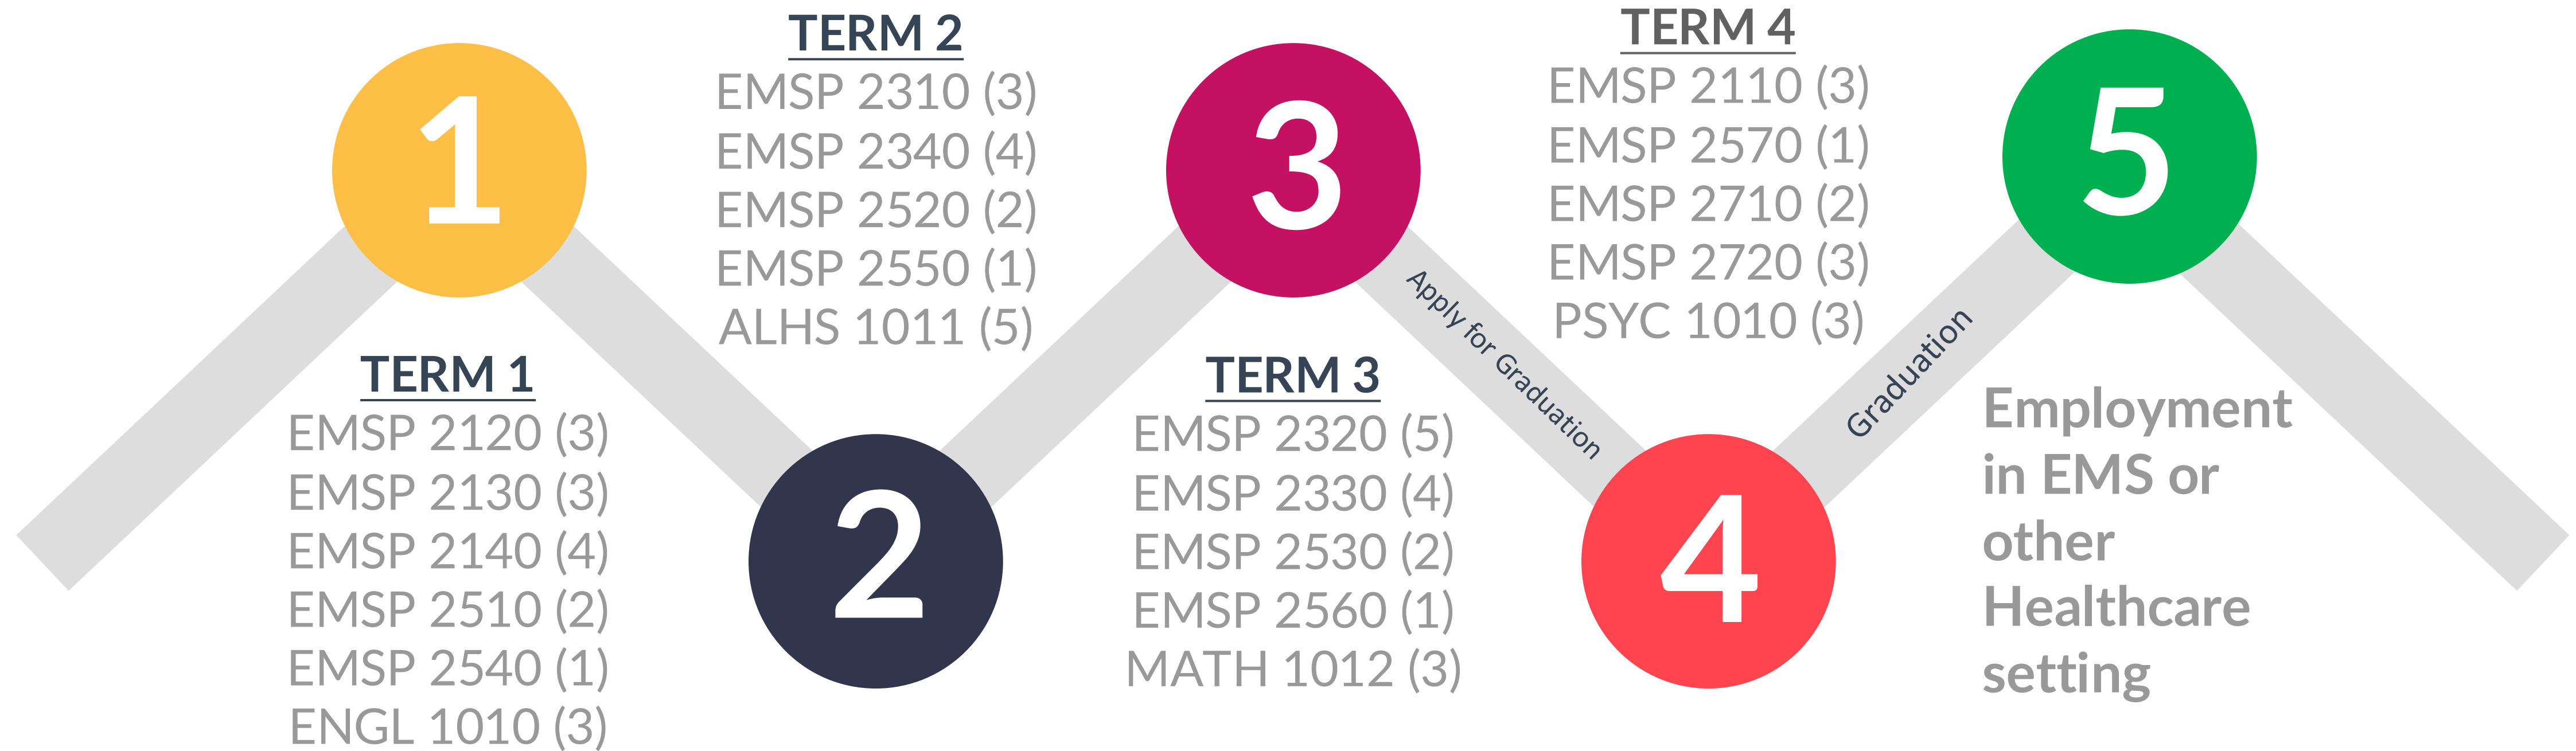 1
TERM 1
EMSP 2120 (3)
EMSP 2130 (3)
EMSP 2140 (4)
EMSP 2510 (2)
EMSP 2540 (1)
ENGL 1010 (3)
TERM 2
EMSP 2310 (3)
EMSP 2340 (4)
EMSP 2520 (2)
EMSP 2550 (1)
ALHS 1011 (5)
2
3
TERM 3
EMSP 2320 (5)
EMSP 2330 (4)
EMSP 2530 (2)
EMSP 2560 (1)
MATH 1012 (3)
Apply for Graduation
TERM 4
EMSP 2110 (3)
EMSP 2570 (1)
EMSP 2710 (2)
EMSP 2720 (3)
PSYC 1010 (3)
4
Graduation
5
Employment
in EMS or
other
Healthcare
setting